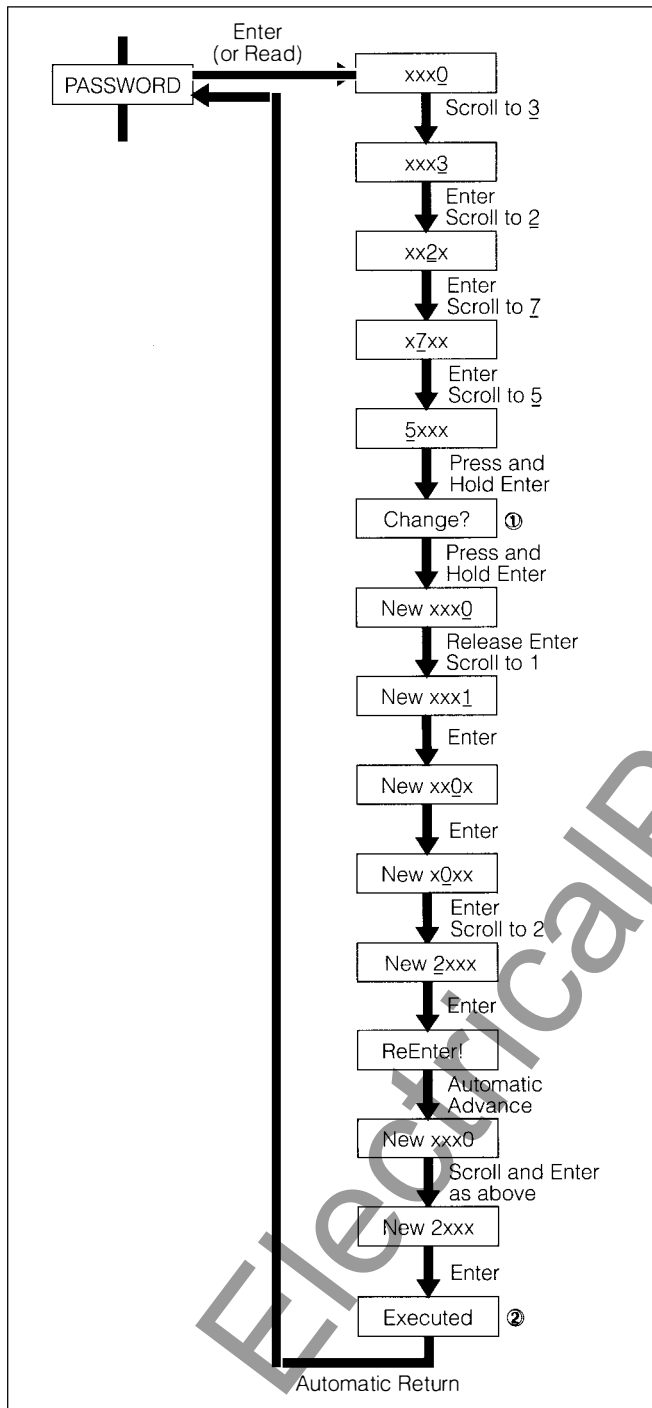 Enter
(or Read)
PASSWORD
xxx0
Scroll to 3
xxx3
Enter
Scroll to 2
xx2x
Enter
Scroll to 7
x7xx
Enter
Scroll to 5
5xxx
Press and
Hold Enter
Change? ①
Press and
Hold Enter
New xxx0
Release Enter
Scroll to 1
New xxx1
Enter
New xx0x
Enter
New x0xx
Enter
Scroll to 2
New 2xxx
Enter
ReEnter!
Automatic
Advance
New xxx0
Scroll and Enter
as above
New 2xxx
Enter
Executed ②
Automatic Return